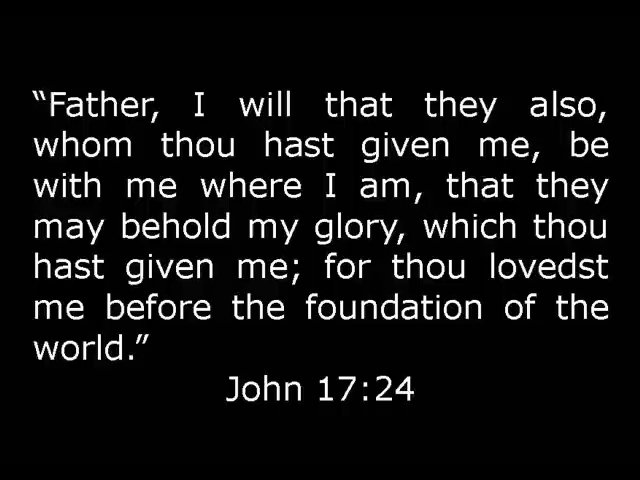 “Father, I will that they also,
whom thou hast given me, be
with me where I am, that they
may behold my glory, which thou
hast given me; for thou lovedst
me before the foundation of the
world.”
John 17:24